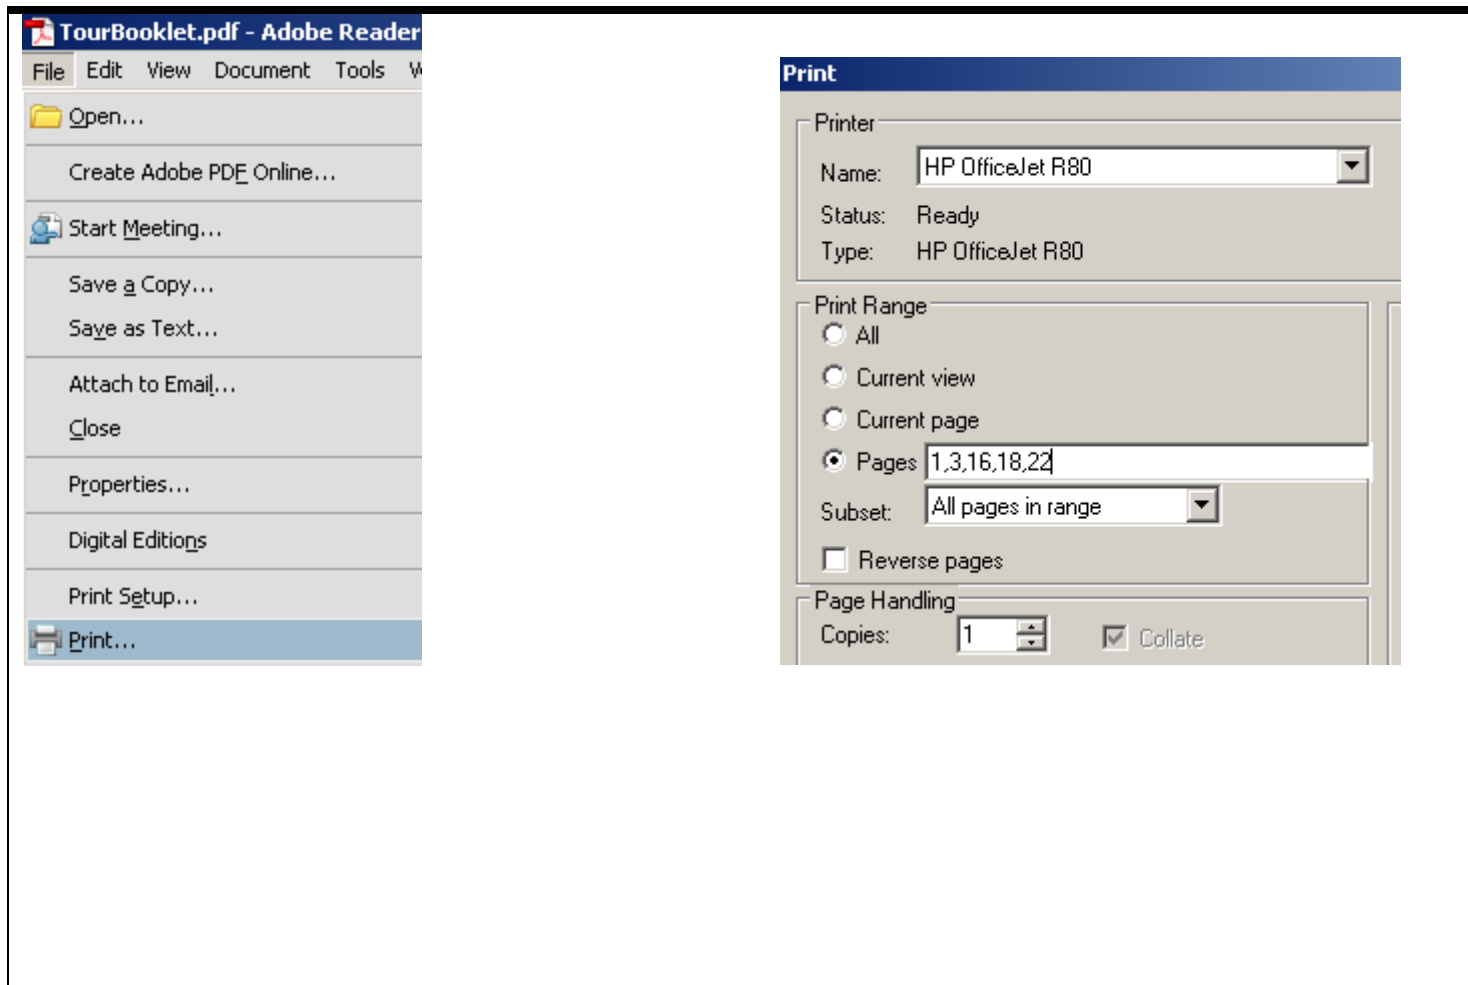 TourBooklet.pdf - Adobe Reader
File Edit View Document Tools
Open...
Create Adobe PDF Online...
Start Meeting...
Save a Copy...
Save as Text...
Attach to Email...
Close
Properties...
Digital Editions
Print Setup...
Print...
Print
Printer
Name: HP OfficeJet R80
Status: Ready
Type: HP OfficeJet R80
Print Range
All
Current view
Current page
Pages 1,3,16,18,22
Subset: All pages in range
Reverse pages
Page Handling
Copies: 1 Collate